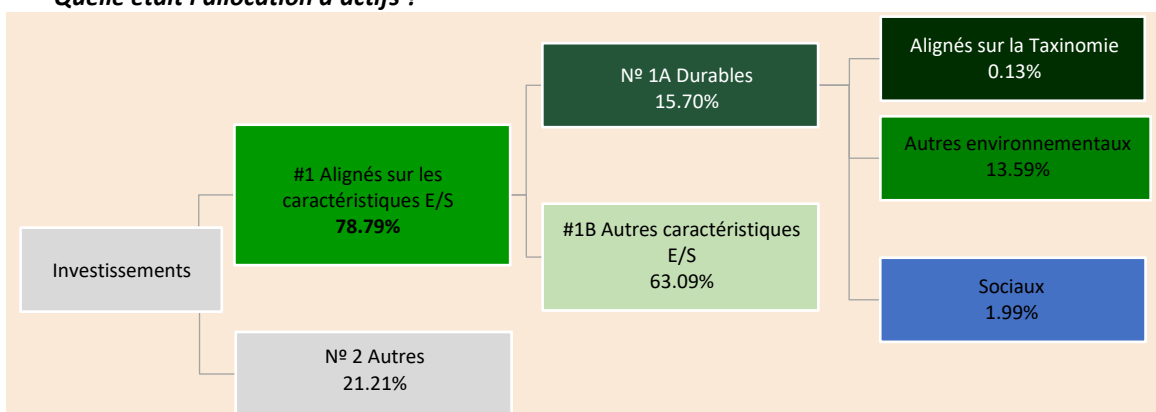 Quelle était l'allocation d'actifs ?
Alignés sur la Taxinomie
0.13%
Nº 1A Durables
15.70%
Autres environnementaux
13.59%
#1 Alignés sur les
caractéristiques E/S
78.79%
#1B Autres caractéristiques
E/S
63.09%
Investissements
Sociaux
1.99%
Nº 2 Autres
21.21%